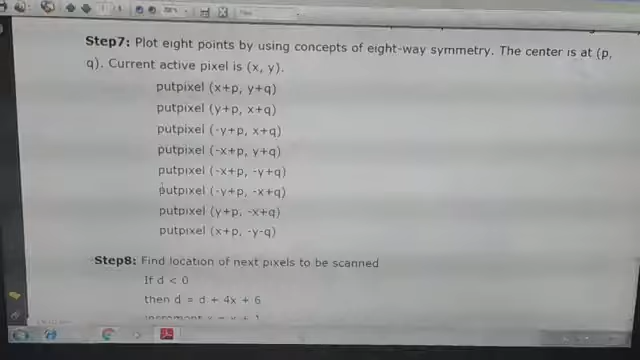 Step7: Plot eight points by using concepts of eight-way symmetry. The center is at (p,
q). Current active pixel is (x, y).
putpixel (x+p, y+q)
putpixel (y+p, x+q)
putpixel (-y+p, x+q)
putpixel (-x+p, y+q)
putpixel (-x+p, -y+q)
putpixel (-y+p, -x+q)
putpixel (y+p, -x+q)
putpixel (x+p, -y-q)
Step8: Find location of next pixels to be scanned
If d < 0
then d = d + 4x + 6